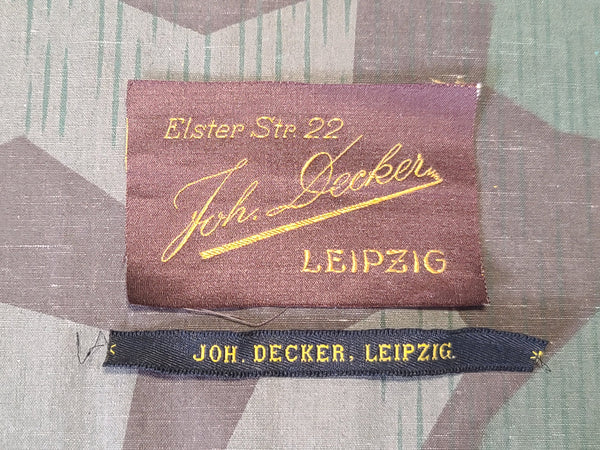 Elster Str. 22
Joh. Decker
LEIPZIG
JOH. DECKER, LEIPZIG.